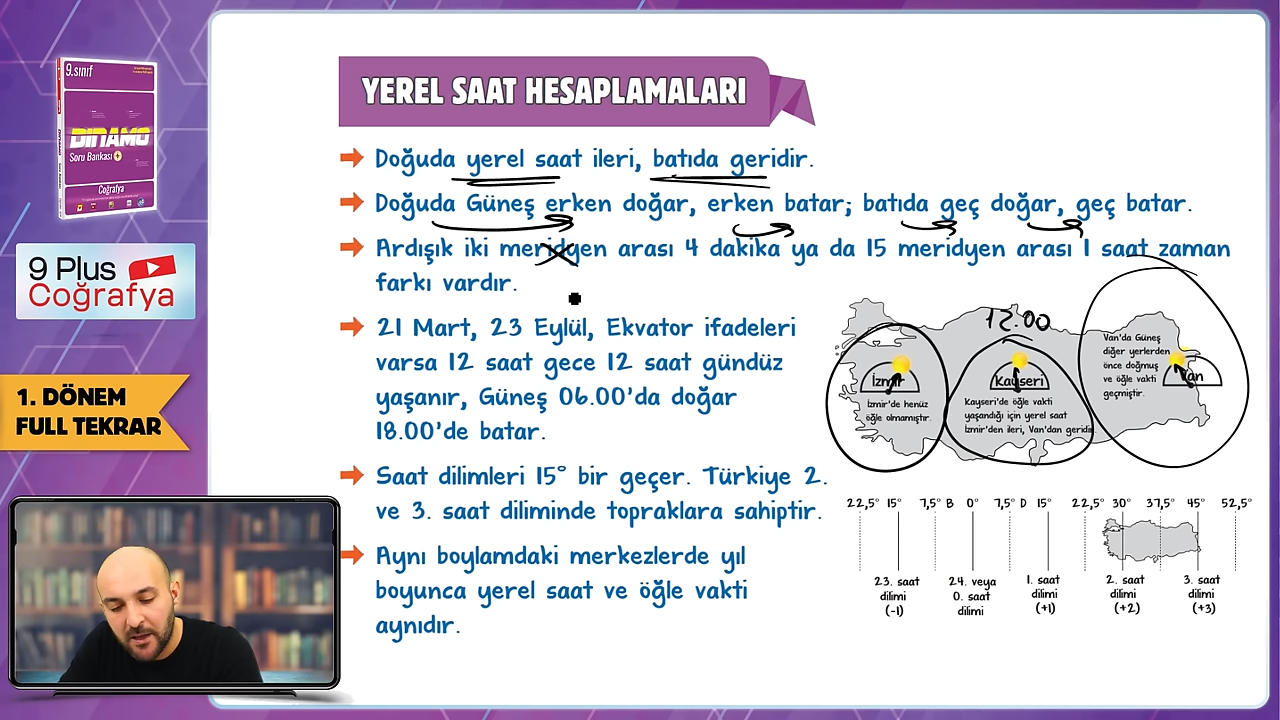 9.sınıf
DİNAMO
Soru Bankası +
Coğrafya
9 Plus
Coğrafya
1. DÖNEM
FULL TEKRAR
YEREL SAAT HESAPLAMALARI
Doğuda yerel saat ileri, batıda geridir.
Doğuda Güneş erken doğar, erken batar; batıda geç doğar, geç batar.
Ardışık iki meridyen arası 4 dakika ya da 15 meridyen arası 1 saat zaman
farkı vardır.
21 Mart, 23 Eylül, Ekvator ifadeleri
varsa 12 saat gece 12 saat gündüz
yaşanır, Güneş 06.00'da doğar
18.00'de batar.
Saat dilimleri 15° bir geçer. Türkiye 2.
ve 3. saat diliminde topraklara sahiptir.
Aynı boylamdaki merkezlerde yıl
boyunca yerel saat ve öğle vakti
aynıdır.
12.00
İzmir
İzmir'de henüz
öğle olmamıştır.
Kayseri
Kayseri'de öğle vakti
yaşandığı için yerel saat
İzmir'den ileri, Van'dan geridir.
Van'da Güneş
diğer yerlerden
önce doğmuş
ve öğle vakti
geçmiştir.
Van
22,5° 15° 7,5° B 0° 7,5° D 15° 22,5° 30° 37,5° 45° 52,5°
23. saat
dilimi
(-1)
24. veya
0. saat
dilimi
1. saat
dilimi
(+1)
2. saat
dilimi
(+2)
3. saat
dilimi
(+3)